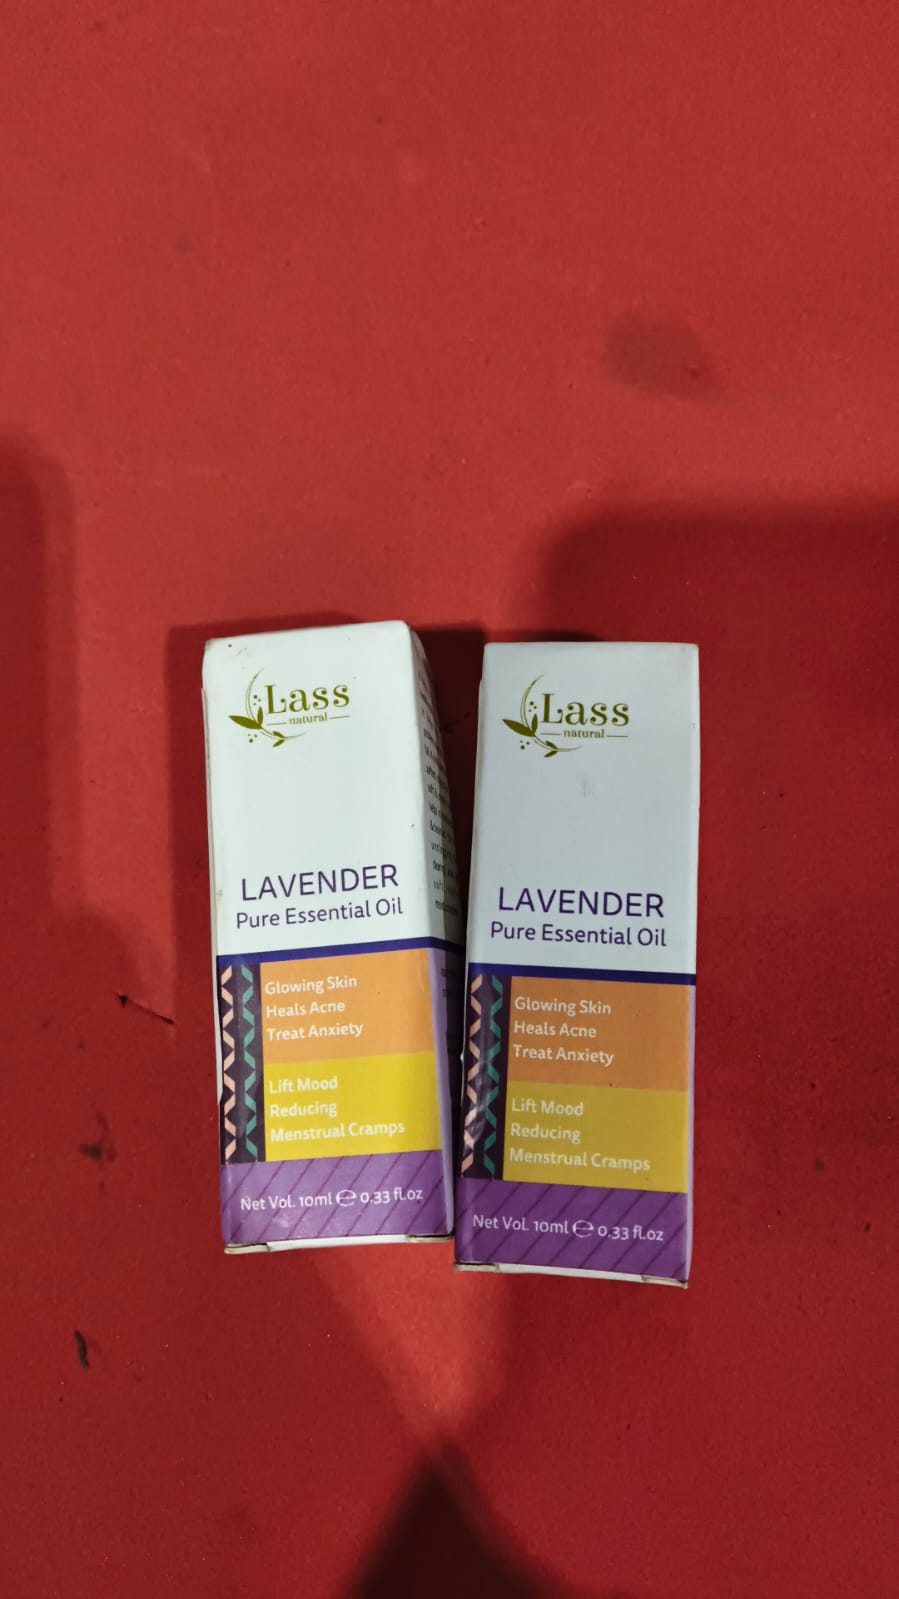 Lass
natural
LAVENDER
Pure Essential Oil
Glowing Skin
Heals Acne
Treat Anxiety
Lift Mood
Reducing
Menstrual Cramps
Net Vol. 10ml ℮ 0.33 fl.oz
Lass
natural
LAVENDER
Pure Essential Oil
Glowing Skin
Heals Acne
Treat Anxiety
Lift Mood
Reducing
Menstrual Cramps
Net Vol. 10ml ℮ 0.33 fl.oz